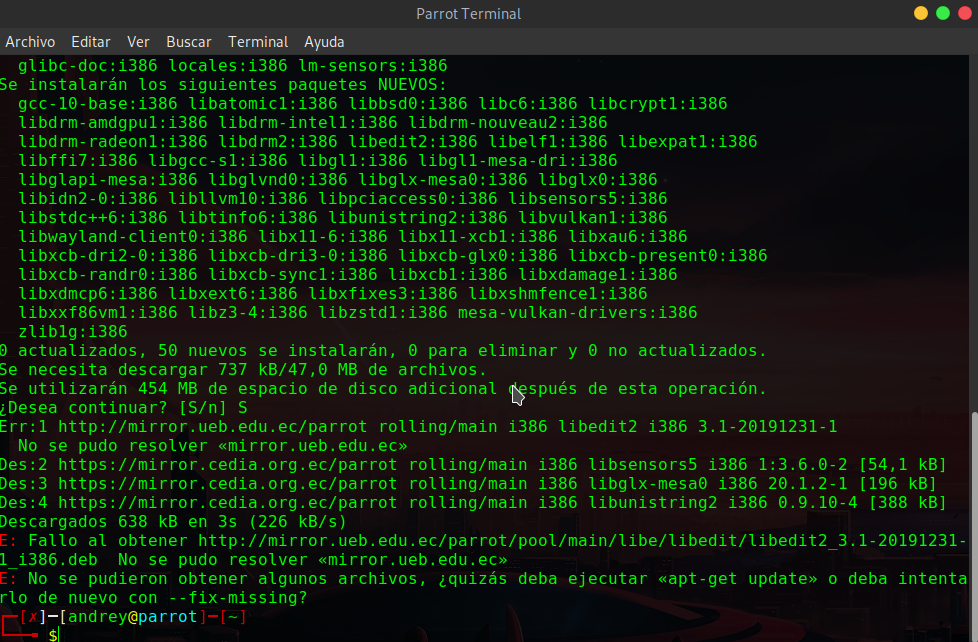 Parrot Terminal
Archivo Editar Ver Buscar Terminal Ayuda
glibc-doc:i386 locales:i386 lm-sensors:i386
Se instalarán los siguientes paquetes NUEVOS:
gcc-10-base:i386 libatomic1:i386 libbsd0:i386 libc6:i386 libcrypt1:i386
libdrm-amdgpu1:i386 libdrm-intel1:i386 libdrm-nouveau2:i386
libdrm-radeon1:i386 libdrm2:i386 libedit2:i386 libelf1:i386 libexpat1:i386
libffi7:i386 libgcc-s1:i386 libgl1:i386 libgl1-mesa-dri:i386
libglapi-mesa:i386 libglvnd0:i386 libglx-mesa0:i386 libglx0:i386
libidn2-0:i386 libllvm10:i386 libpciaccess0:i386 libsensors5:i386
libstdc++6:i386 libtinfo6:i386 libunistring2:i386 libvulkan1:i386
libwayland-client0:i386 libx11-6:i386 libx11-xcb1:i386 libxau6:i386
libxcb-dri2-0:i386 libxcb-dri3-0:i386 libxcb-glx0:i386 libxcb-present0:i386
libxcb-randr0:i386 libxcb-sync1:i386 libxcb1:i386 libxdamage1:i386
libxdmcp6:i386 libxext6:i386 libxfixes3:i386 libxshmfence1:i386
libxxf86vm1:i386 libz3-4:i386 libzstd1:i386 mesa-vulkan-drivers:i386
zlib1g:i386
0 actualizados, 50 nuevos se instalarán, 0 para eliminar y 0 no actualizados.
Se necesita descargar 737 kB/47,0 MB de archivos.
Se utilizarán 454 MB de espacio de disco adicional después de esta operación.
¿Desea continuar? [S/n] S
Err:1 http://mirror.ueb.edu.ec/parrot rolling/main i386 libedit2 i386 3.1-20191231-1
No se pudo resolver «mirror.ueb.edu.ec»
Des:2 https://mirror.cedia.org.ec/parrot rolling/main i386 libsensors5 i386 1:3.6.0-2 [54,1 kB]
Des:3 https://mirror.cedia.org.ec/parrot rolling/main i386 libglx-mesa0 i386 20.1.2-1 [196 kB]
Des:4 https://mirror.cedia.org.ec/parrot rolling/main i386 libunistring2 i386 0.9.10-4 [388 kB]
Descargados 638 kB en 3s (226 kB/s)
E: Fallo al obtener http://mirror.ueb.edu.ec/parrot/pool/main/libe/libedit/libedit2_3.1-20191231-
1_i386.deb No se pudo resolver «mirror.ueb.edu.ec»
E: No se pudieron obtener algunos archivos, ¿quizás deba ejecutar «apt-get update» o deba intenta
rlo de nuevo con --fix-missing?
┌─[✗]─[andrey@parrot]─[~]
└──╼ $